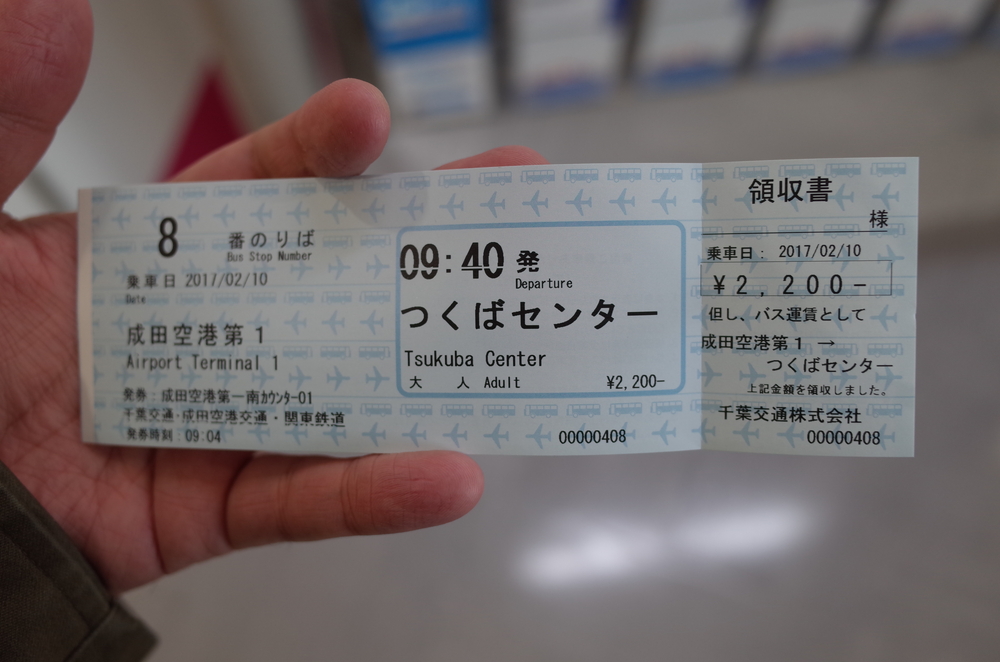 8 番のりば
Bus Stop Number
乗車日 2017/02/10
Date
成田空港第1
Airport Terminal 1
発券：成田空港第一南カウンター01
千葉交通・成田空港交通・関東鉄道
発券時刻：09:04
09:40 発
Departure
つくばセンター
Tsukuba Center
大 人 Adult ¥2,200-
00000408
領収書
様
乗車日： 2017/02/10
¥2,200-
但し、バス運賃として
成田空港第1 →
つくばセンター
上記金額を領収しました。
千葉交通株式会社
00000408